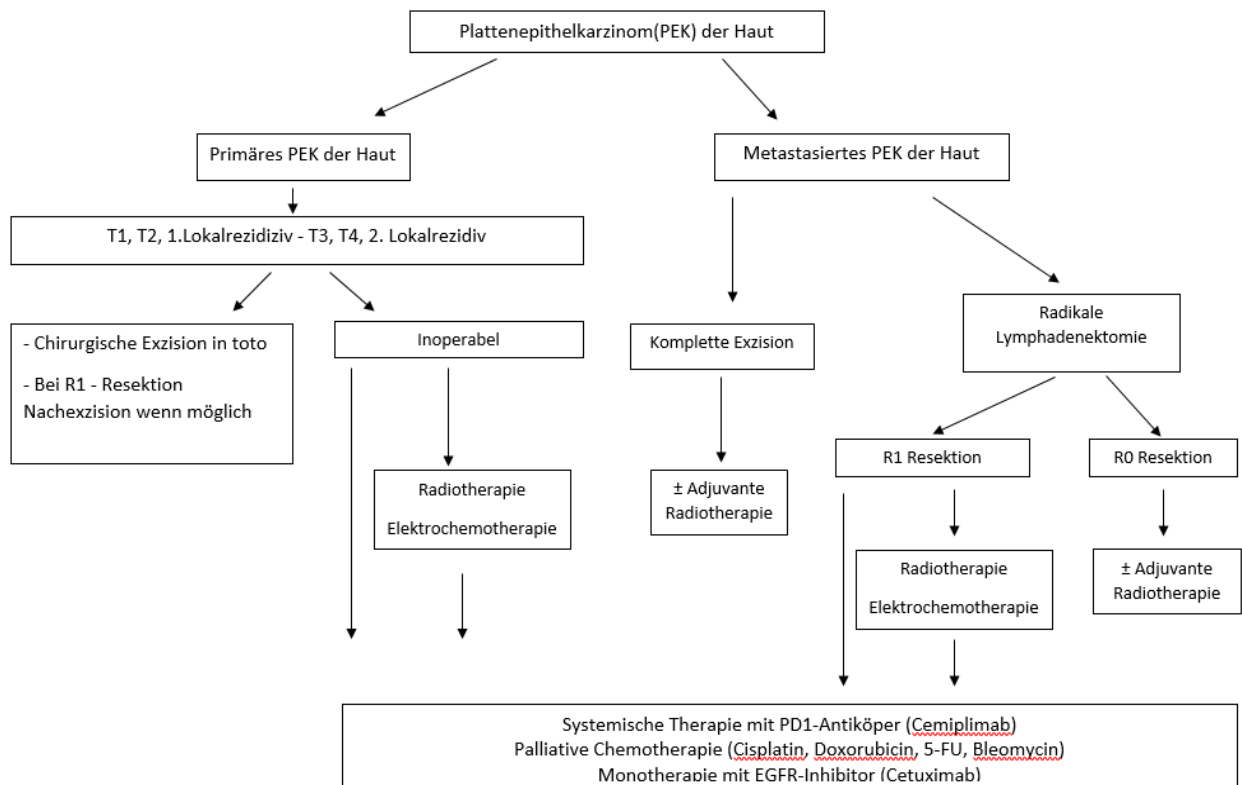 Plattenepithelkarzinom(PEK) der Haut
Primäres PEK der Haut
Metastasiertes PEK der Haut
T1, T2, 1.Lokalrezidiziv - T3, T4, 2. Lokalrezidiv
- Chirurgische Exzision in toto
- Bei R1 - Resektion
Nachexzision wenn möglich
Inoperabel
Komplette Exzision
Radikale
Lymphadenektomie
R1 Resektion
R0 Resektion
Radiotherapie
Elektrochemotherapie
± Adjuvante
Radiotherapie
Radiotherapie
Elektrochemotherapie
± Adjuvante
Radiotherapie
Systemische Therapie mit PD1-Antiköper (Cemiplimab)
Palliative Chemotherapie (Cisplatin, Doxorubicin, 5-FU, Bleomycin)
Monotherapie mit EGFR-Inhibitor (Cetuximab)